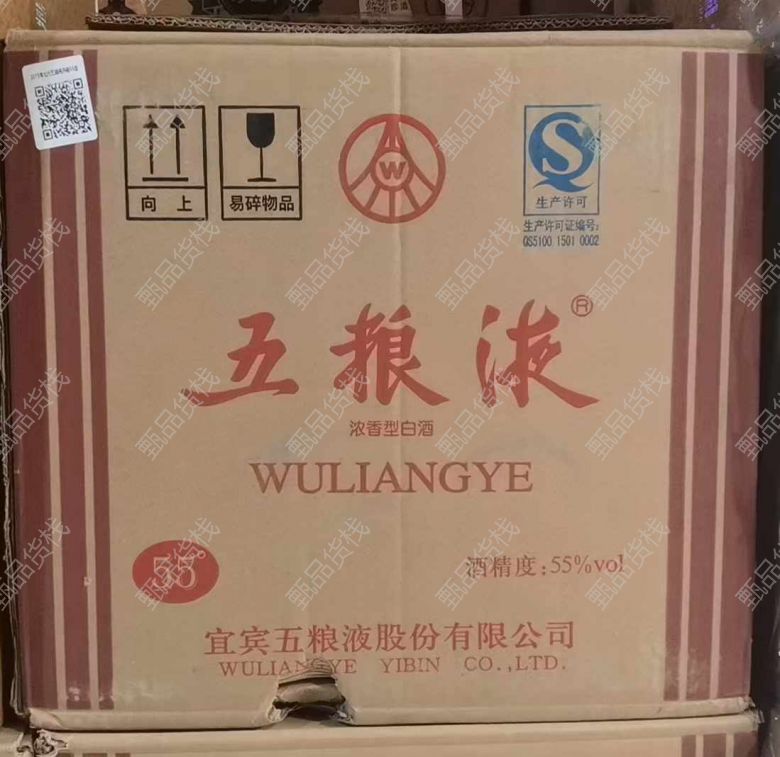 向 上
易碎物品
W
S
生产许可
生产许可证编号:
QS5100 1501 0002
五粮液®
浓香型白酒
WULIANGYE
55°
酒精度:55%vol
宜宾五粮液股份有限公司
WULIANGYE YIBIN CO.,LTD.
甄品货栈